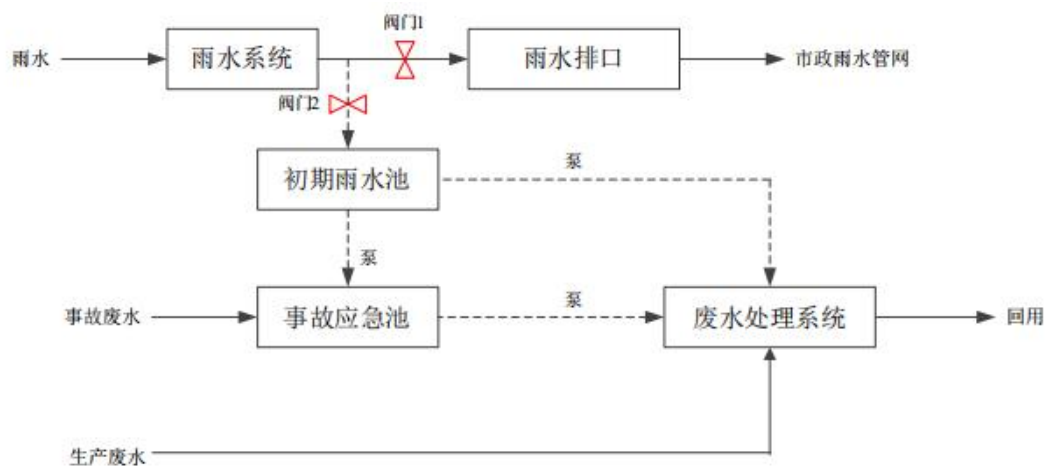 阀门1
雨水
雨水系统
雨水排口
市政雨水管网
阀门2
初期雨水池
泵
泵
事故废水
事故应急池
泵
废水处理系统
回用
生产废水